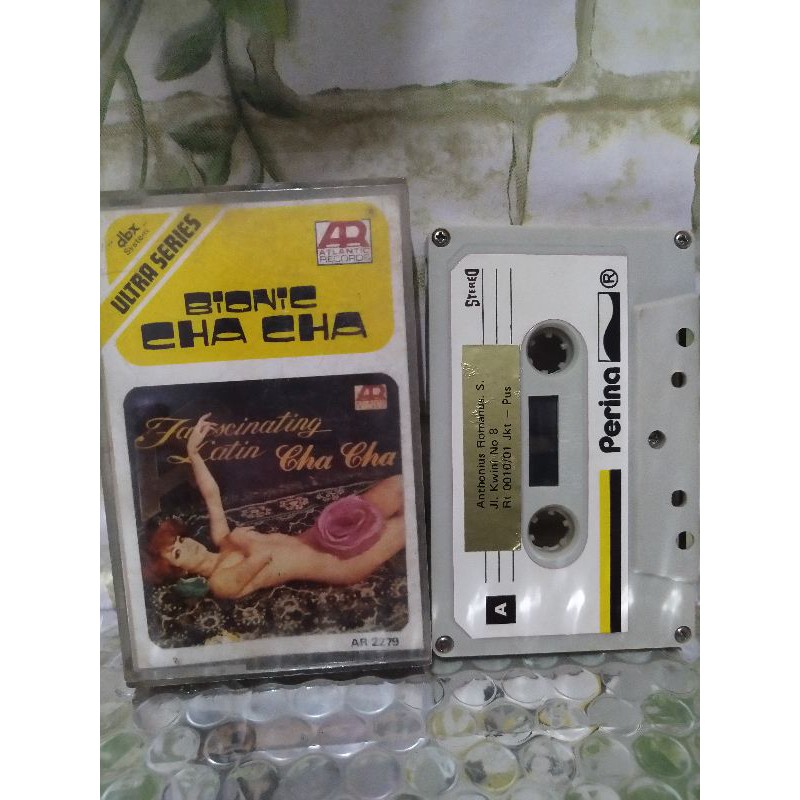 dbx
System
ULTRA SERIES
AR
ATLANTIC
RECORDS
BIONIC
CHA CHA
AR
Fascinating
Latin Cha Cha
AR 2279
STEREO
Anthonius Romanus. S.
Jl. Kwini No 8
Rt 0010/01 Jkt - Pus
A
Perina ®